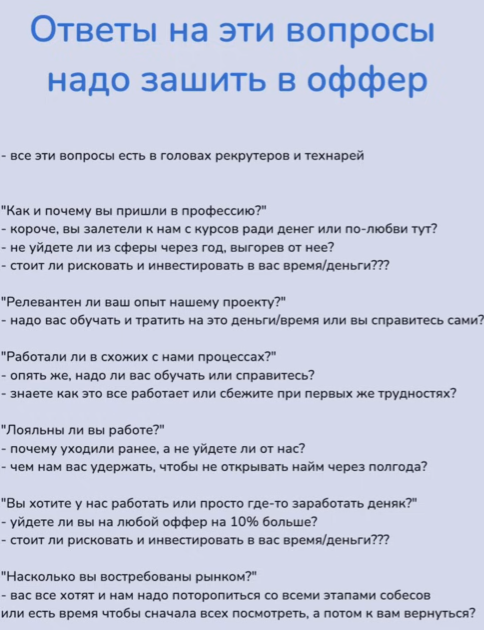 Ответы на эти вопросы
надо зашить в оффер
- все эти вопросы есть в головах рекрутеров и технарей
"Как и почему вы пришли в профессию?"
- короче, вы залетели к нам с курсов ради денег или по-любви тут?
- не уйдете ли из сферы через год, выгорев от нее?
- стоит ли рисковать и инвестировать в вас время/деньги???
"Релевантен ли ваш опыт нашему проекту?"
- надо вас обучать и тратить на это деньги/время или вы справитесь сами?
"Работали ли в схожих с нами процессах?"
- опять же, надо ли вас обучать или справитесь?
- знаете как это все работает или сбежите при первых же трудностях?
"Лояльны ли вы работе?"
- почему уходили ранее, а не уйдете ли от нас?
- чем нам вас удержать, чтобы не открывать найм через полгода?
"Вы хотите у нас работать или просто где-то заработать деняк?"
- уйдете ли вы на любой оффер на 10% больше?
- стоит ли рисковать и инвестировать в вас время/деньги???
"Насколько вы востребованы рынком?"
- вас все хотят и нам надо поторопиться со всеми этапами собесов
или есть время чтобы сначала всех посмотреть, а потом к вам вернуться?